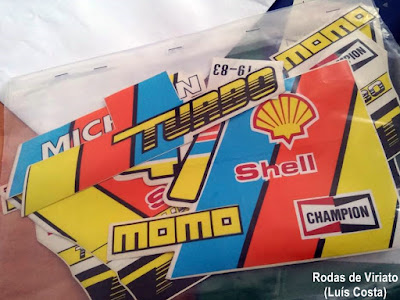 MOMO
19-83
MICH N
TURBO
Shell
MOMO
CHAMPION
Rodas de Viriato
(Luís Costa)